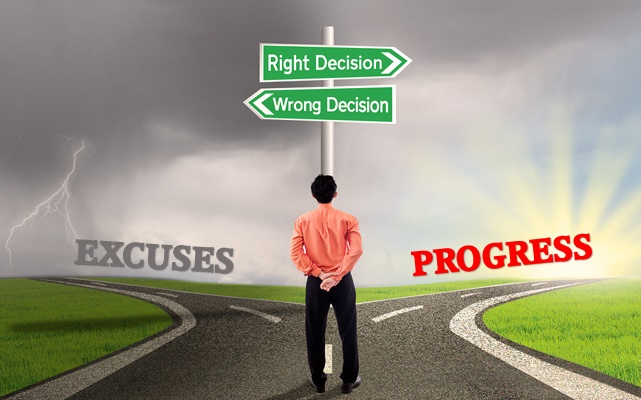 Right Decision
Wrong Decision
EXCUSES
PROGRESS